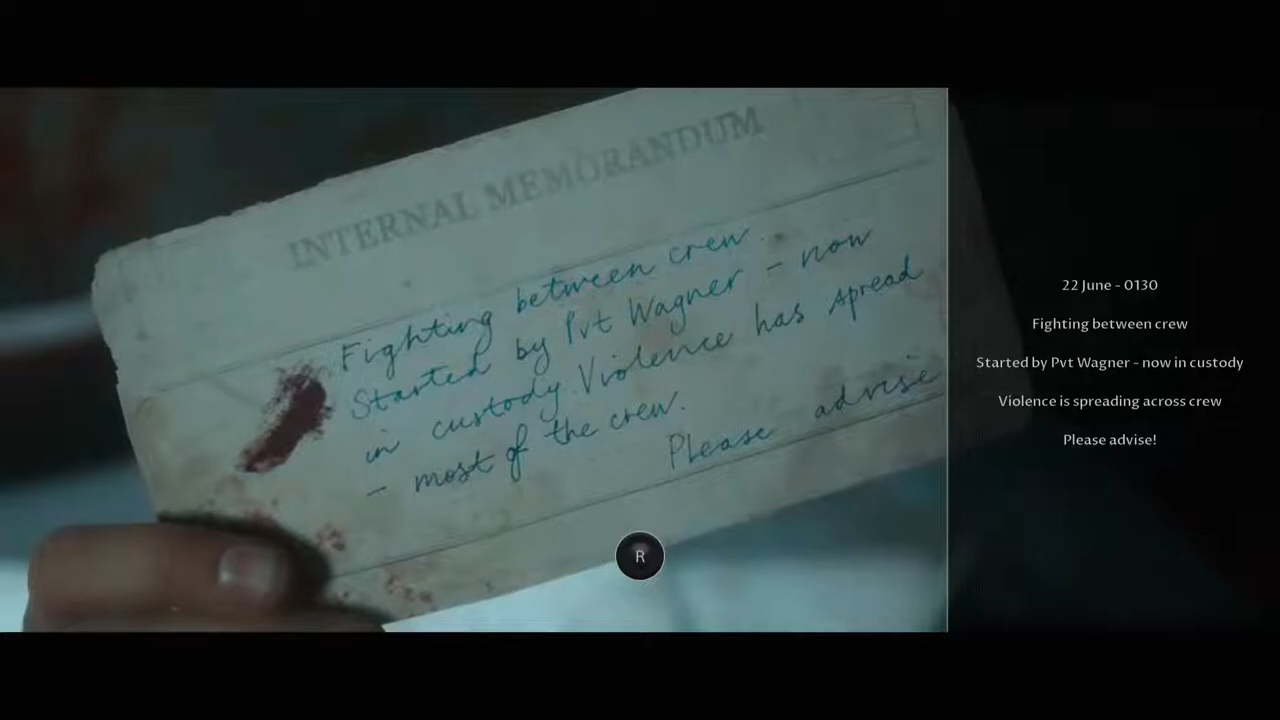 INTERNAL MEMORANDUM
Fighting between crew.
Started by Pvt Wagner - now
in custody. Violence has spread
- most of the crew.
Please advise
R
22 June - 0130
Fighting between crew
Started by Pvt Wagner - now in custody
Violence is spreading across crew
Please advise!